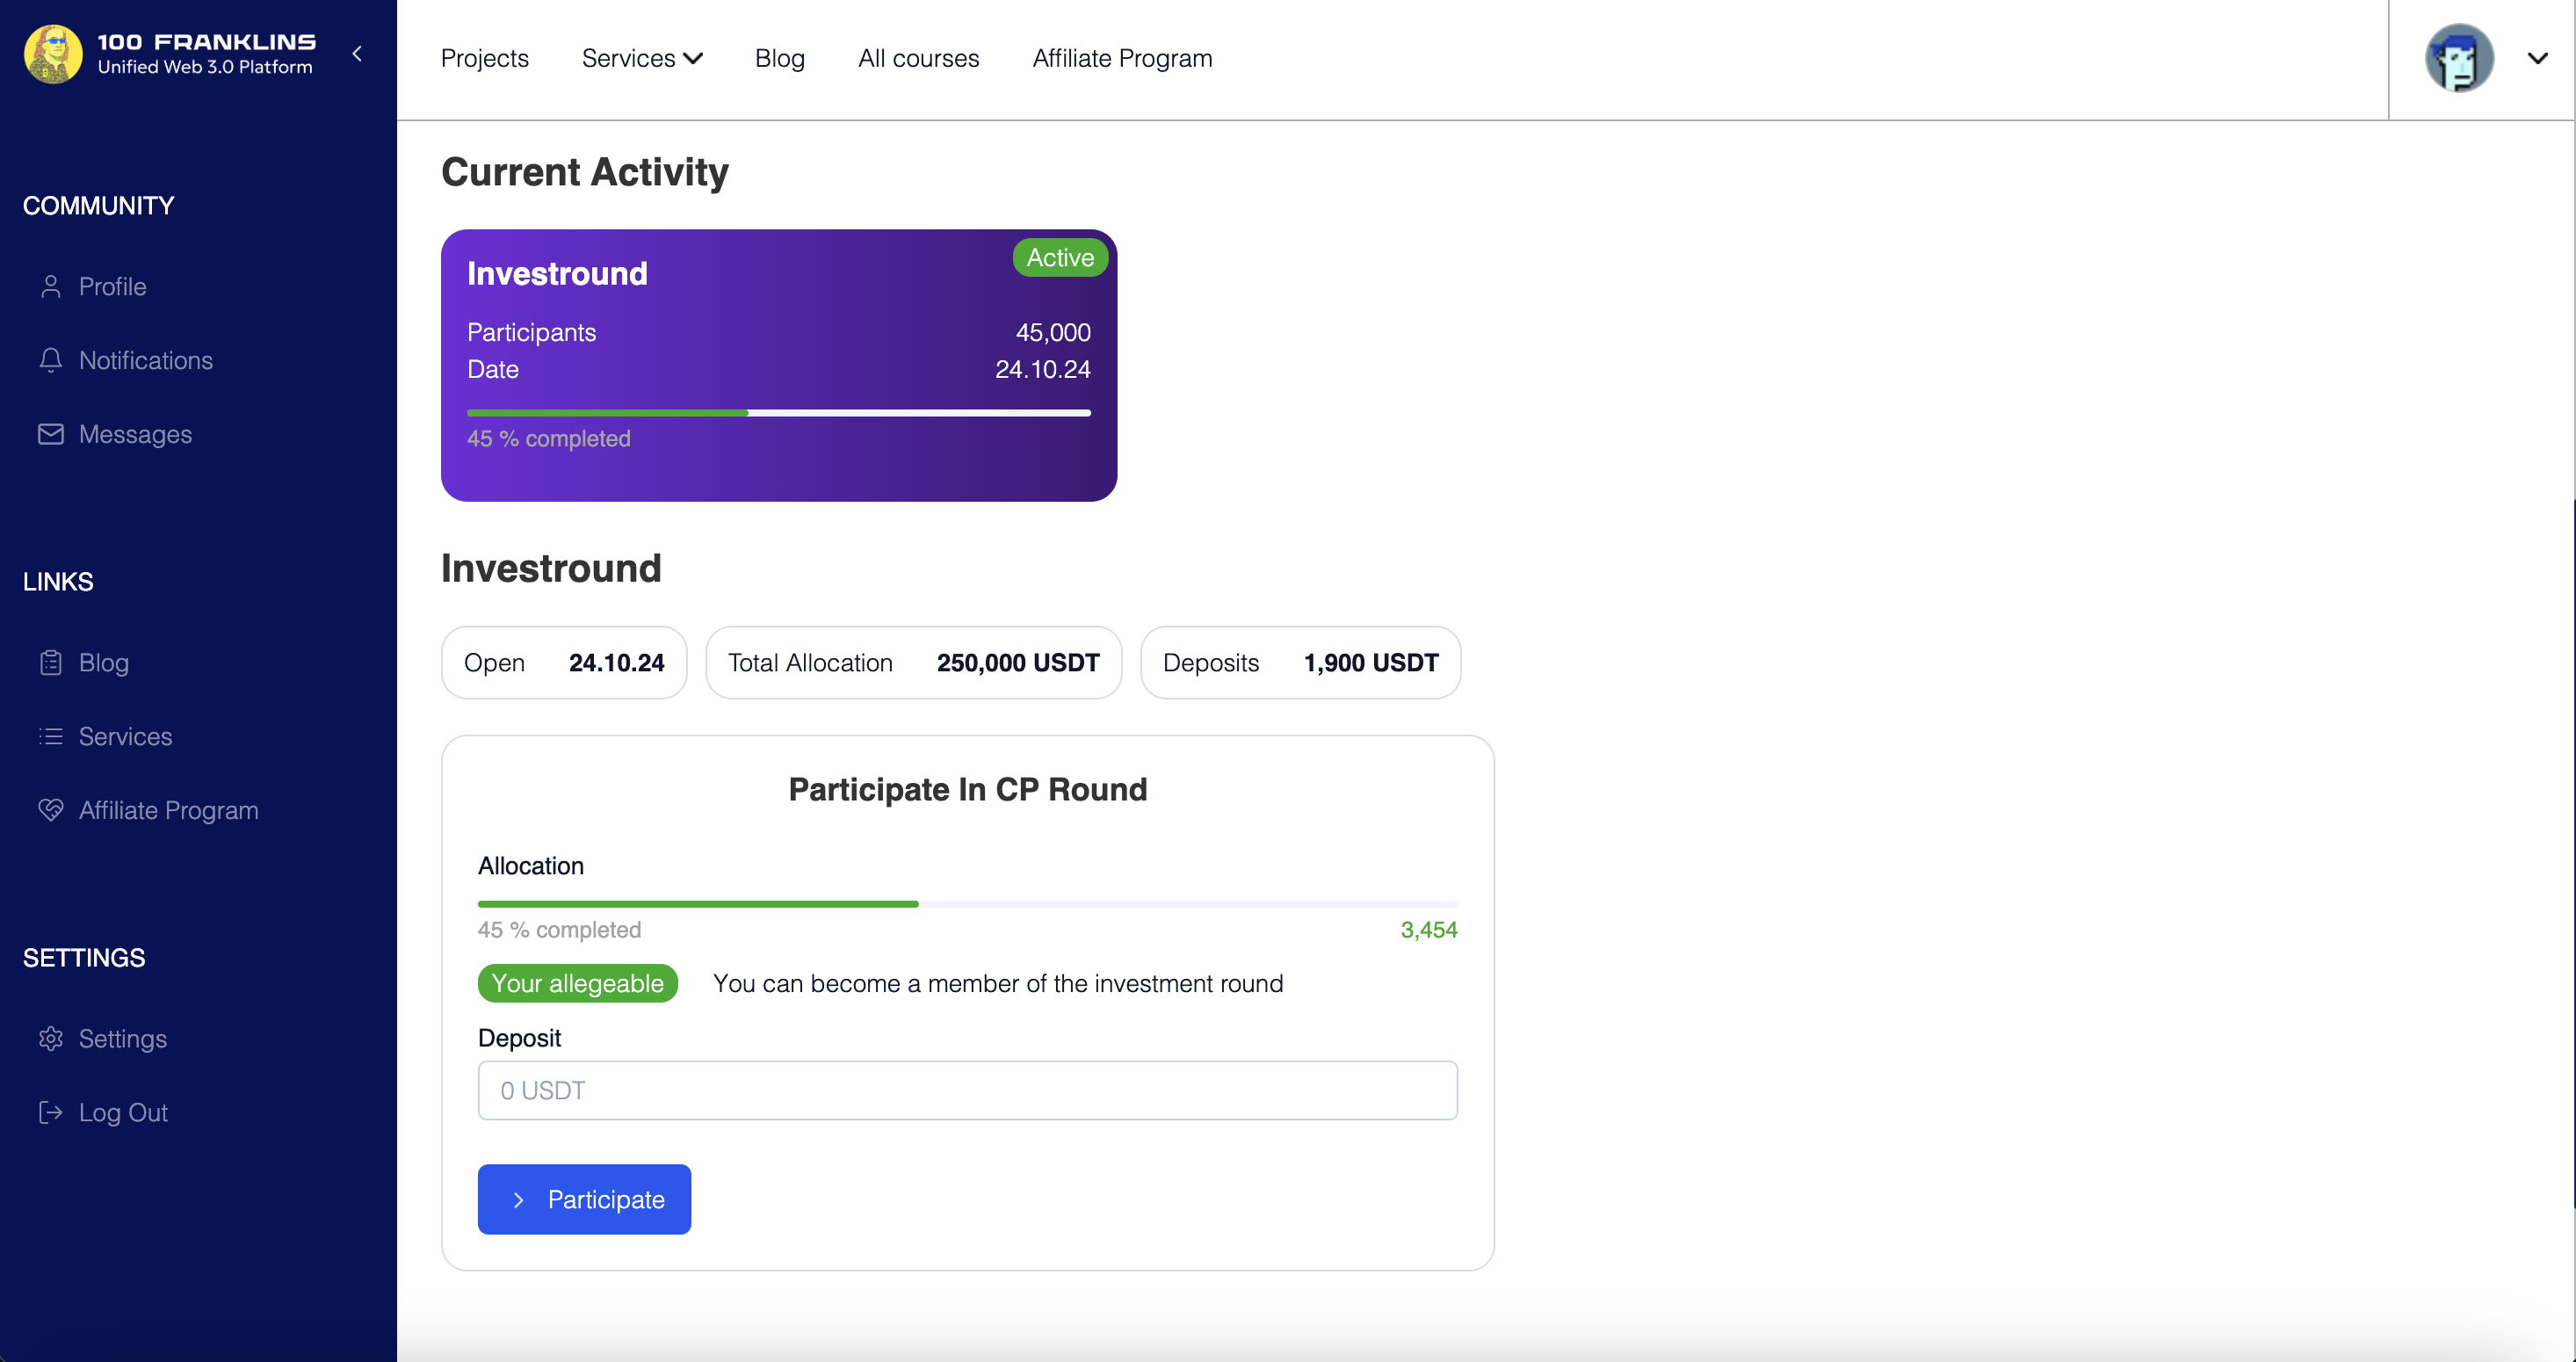 100 FRANKLINS
Unified Web 3.0 Platform
Projects Services Blog All courses Affiliate Program
COMMUNITY
Profile
Notifications
Messages
LINKS
Blog
Services
Affiliate Program
SETTINGS
Settings
Log Out
Current Activity
Investround Active
Participants 45,000
Date 24.10.24
45 % completed
Investround
Open 24.10.24 Total Allocation 250,000 USDT Deposits 1,900 USDT
Participate In CP Round
Allocation
45 % completed 3,454
Your allegeable You can become a member of the investment round
Deposit
0 USDT
Participate